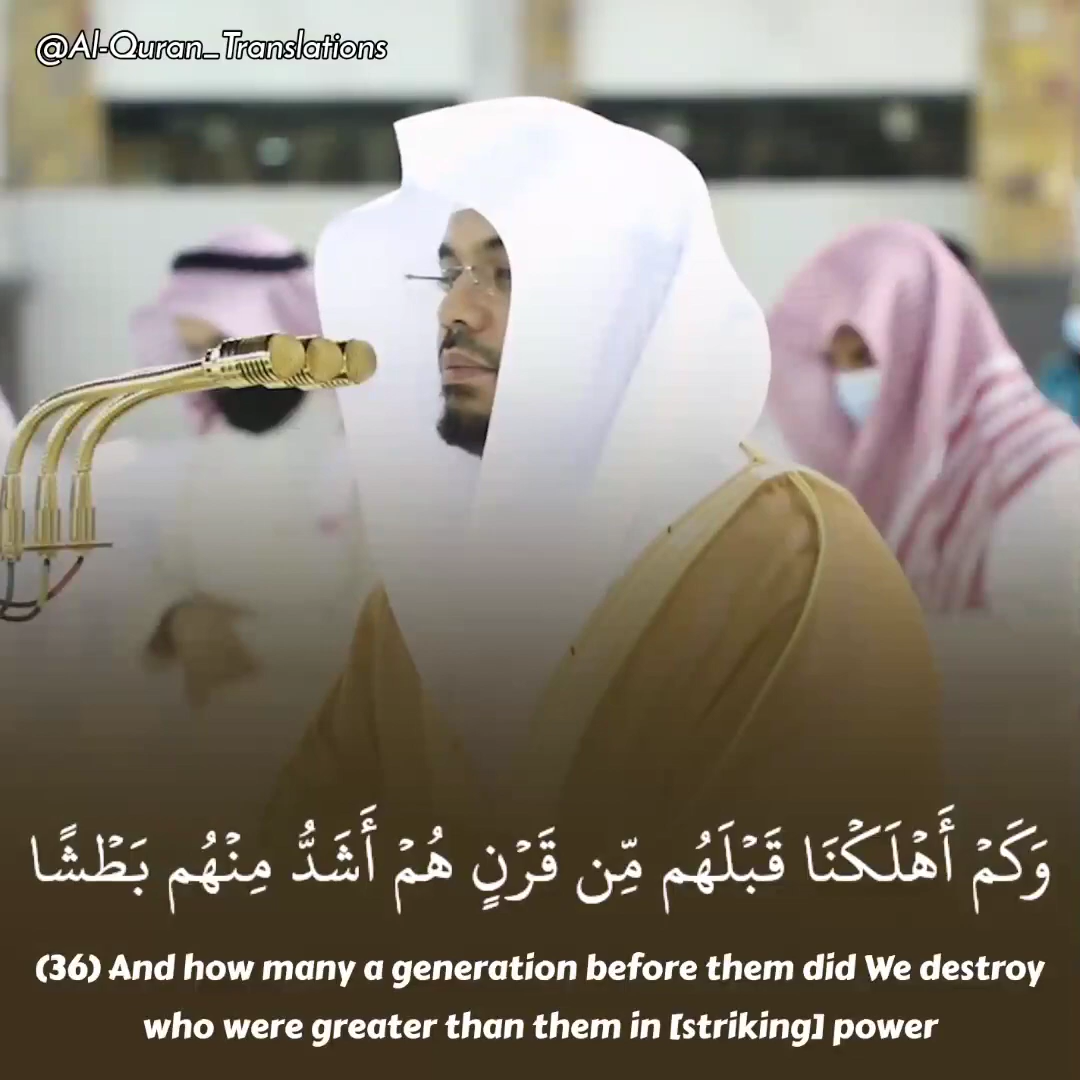 @Al-Quran_Translations
وَكَمْ أَهْلَكْنَا قَبْلَهُم مِّن قَرْنٍ هُمْ أَشَدُّ مِنْهُم بَطْشًا
(36) And how many a generation before them did We destroy
who were greater than them in [striking] power